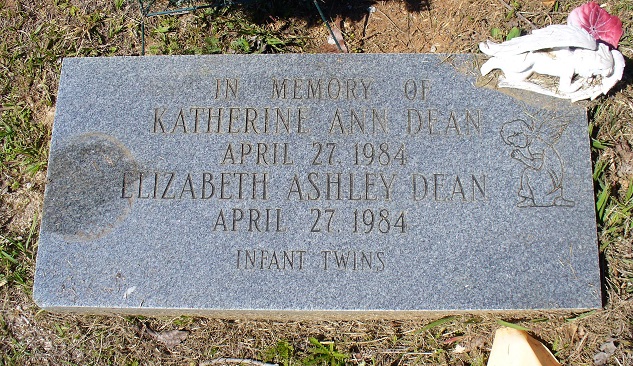 IN MEMORY OF
KATHERINE ANN DEAN
APRIL 27, 1984
ELIZABETH ASHLEY DEAN
APRIL 27, 1984
INFANT TWINS